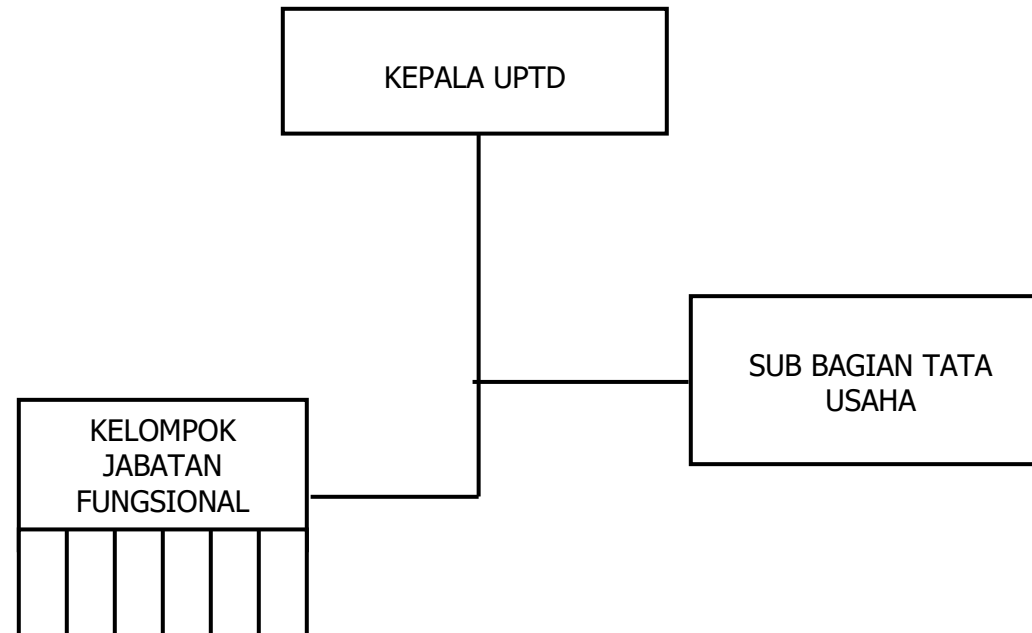 KEPALA UPTD
SUB BAGIAN TATA
USAHA
KELOMPOK
JABATAN
FUNGSIONAL